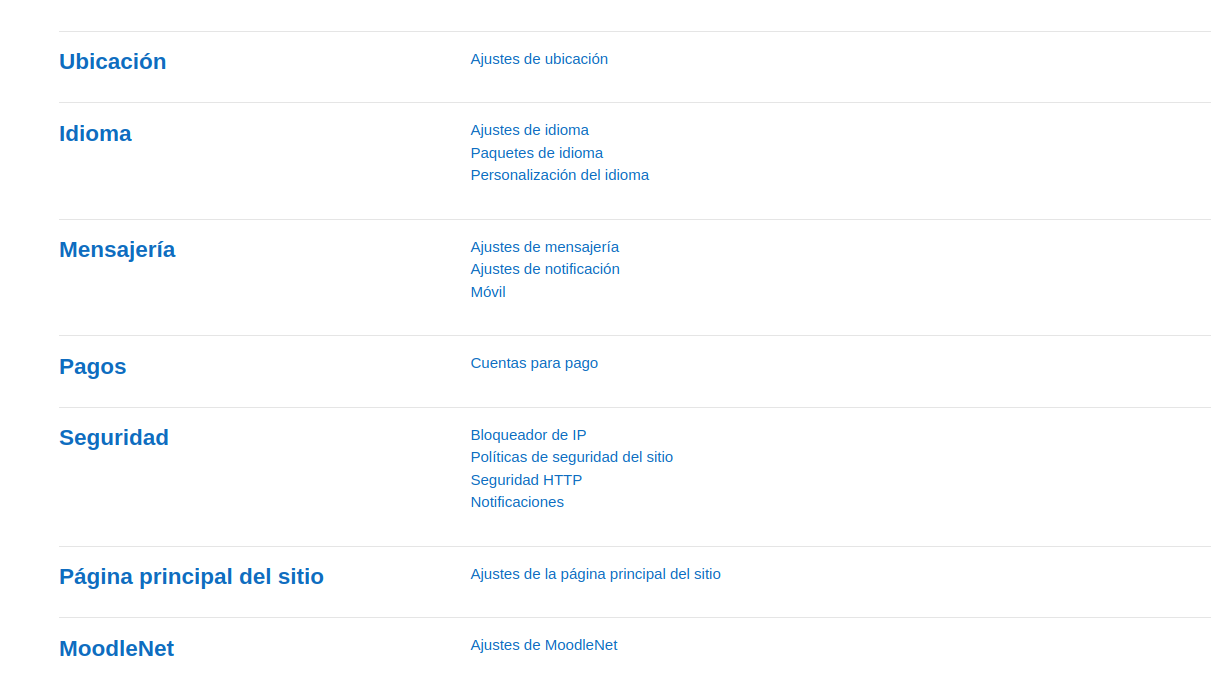 Ubicación
Ajustes de ubicación
Idioma
Ajustes de idioma
Paquetes de idioma
Personalización del idioma
Mensajería
Ajustes de mensajería
Ajustes de notificación
Móvil
Pagos
Cuentas para pago
Seguridad
Bloqueador de IP
Políticas de seguridad del sitio
Seguridad HTTP
Notificaciones
Página principal del sitio
Ajustes de la página principal del sitio
MoodleNet
Ajustes de MoodleNet